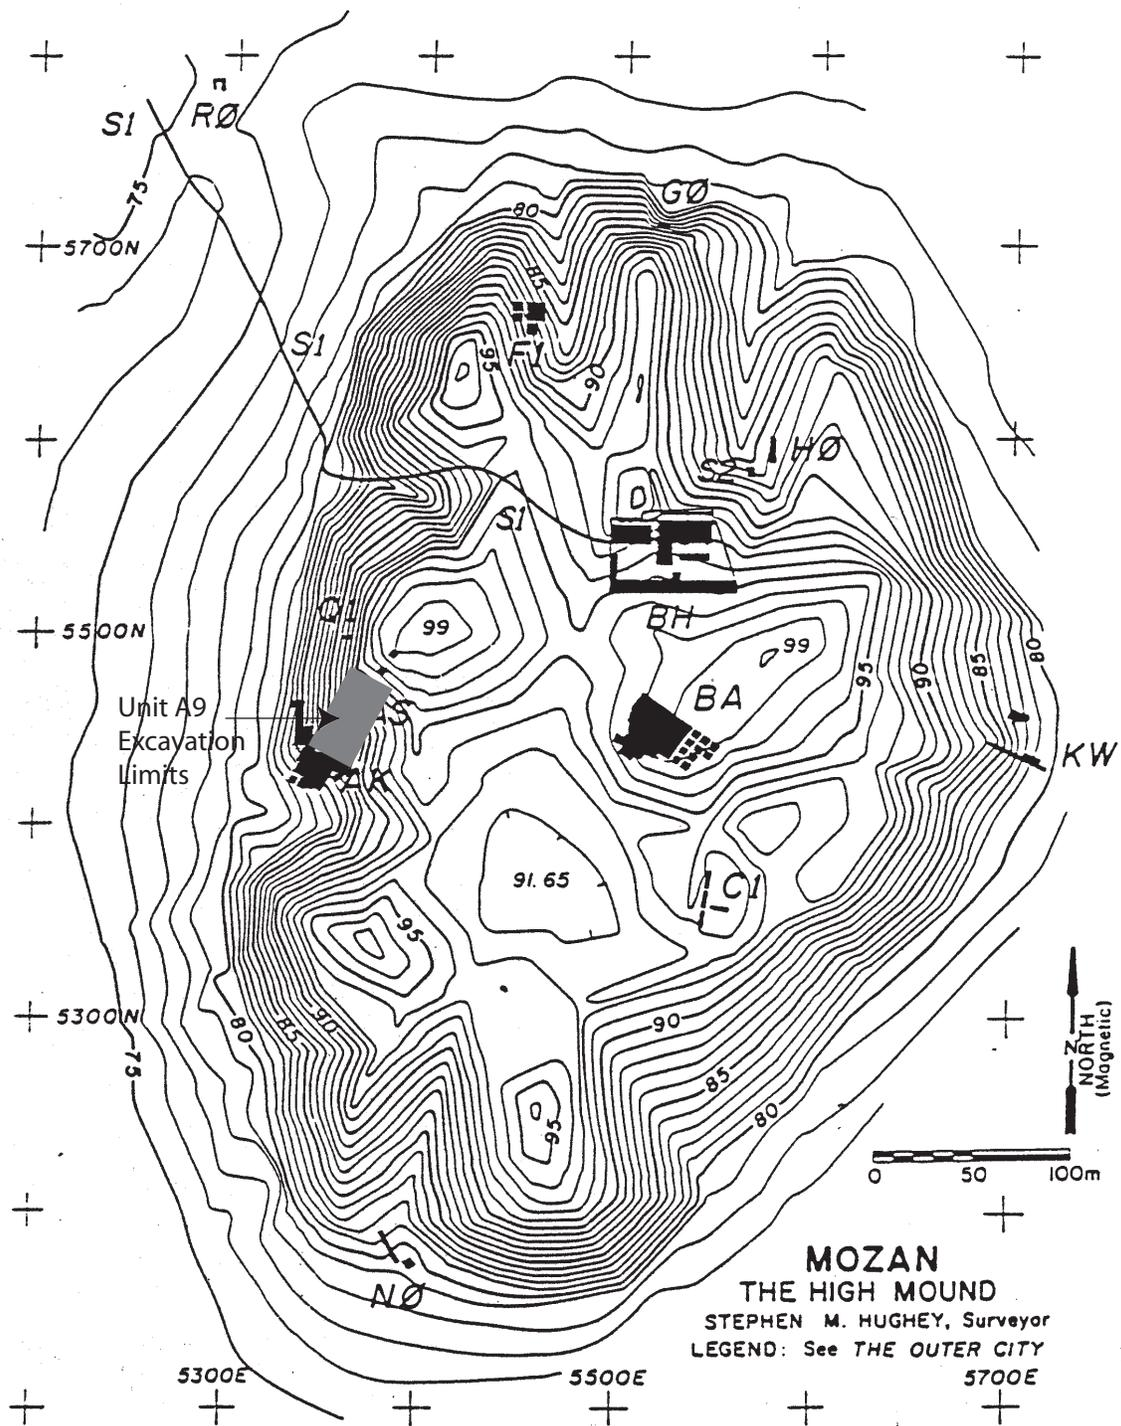 S1
RØ
75
GØ
80
5700N
85
S1
F1
95
90
HØ
S2
S1
Q1
5500N
99
BH
99
80
85
90
95
Unit A9
Excavation
Limits
AS
BA
KW
AK
91.65
C1
95
5300N
80
85
90
90
75
NORTH
(Magnetic)
N
85
80
95
0 50 100m
NØ
MOZAN
THE HIGH MOUND
STEPHEN M. HUGHEY, Surveyor
LEGEND: See THE OUTER CITY
5300E 5500E 5700E